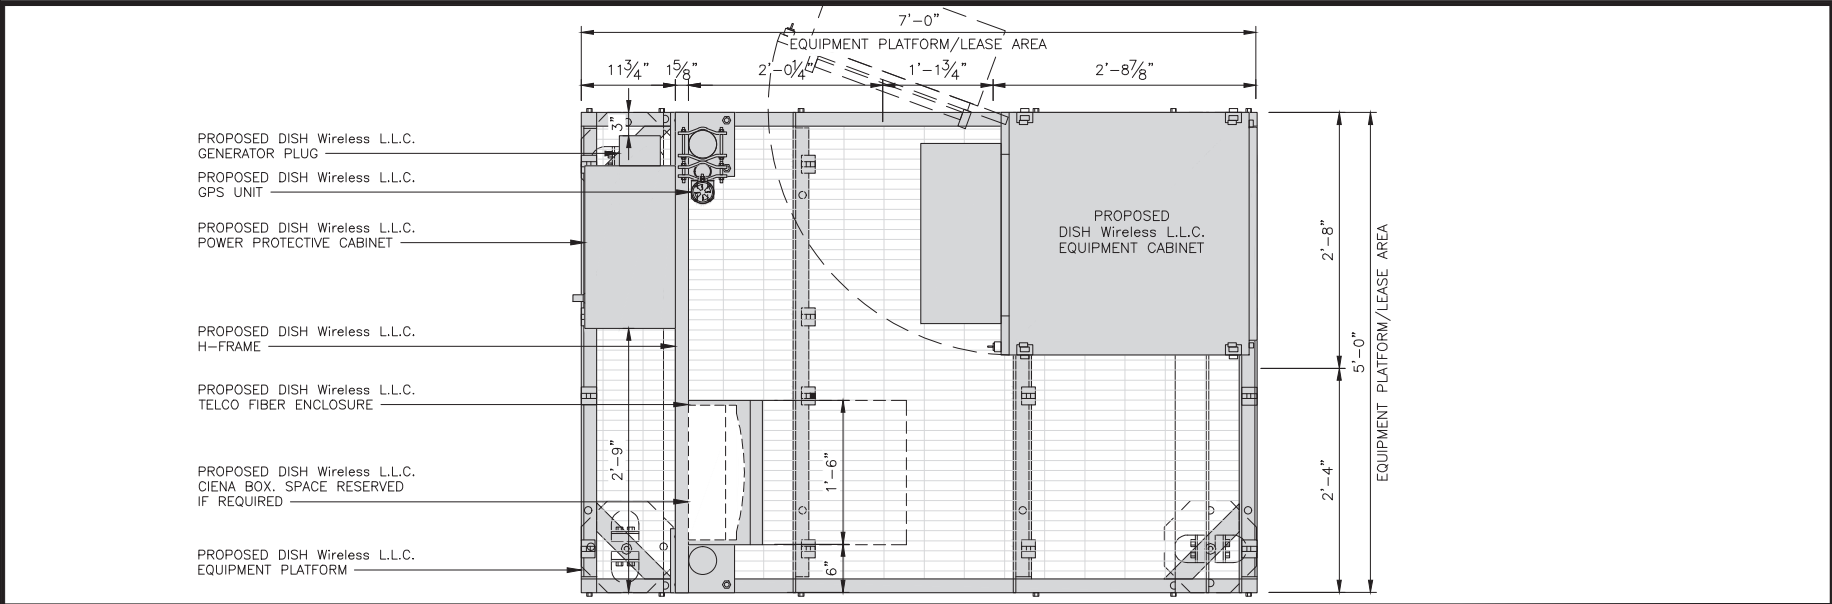 7'-0"
EQUIPMENT PLATFORM/LEASE AREA
11¾"
1⅝"
2'-0¼"
1'-1¾"
2'-8⅞"
3"
PROPOSED DISH Wireless L.L.C.
GENERATOR PLUG
PROPOSED DISH Wireless L.L.C.
GPS UNIT
PROPOSED DISH Wireless L.L.C.
POWER PROTECTIVE CABINET
PROPOSED
DISH Wireless L.L.C.
EQUIPMENT CABINET
2'-8"
5'-0"
EQUIPMENT PLATFORM/LEASE AREA
PROPOSED DISH Wireless L.L.C.
H-FRAME
PROPOSED DISH Wireless L.L.C.
TELCO FIBER ENCLOSURE
2'-9"
1'-6"
2'-4"
PROPOSED DISH Wireless L.L.C.
CIENA BOX. SPACE RESERVED
IF REQUIRED
PROPOSED DISH Wireless L.L.C.
EQUIPMENT PLATFORM
6"